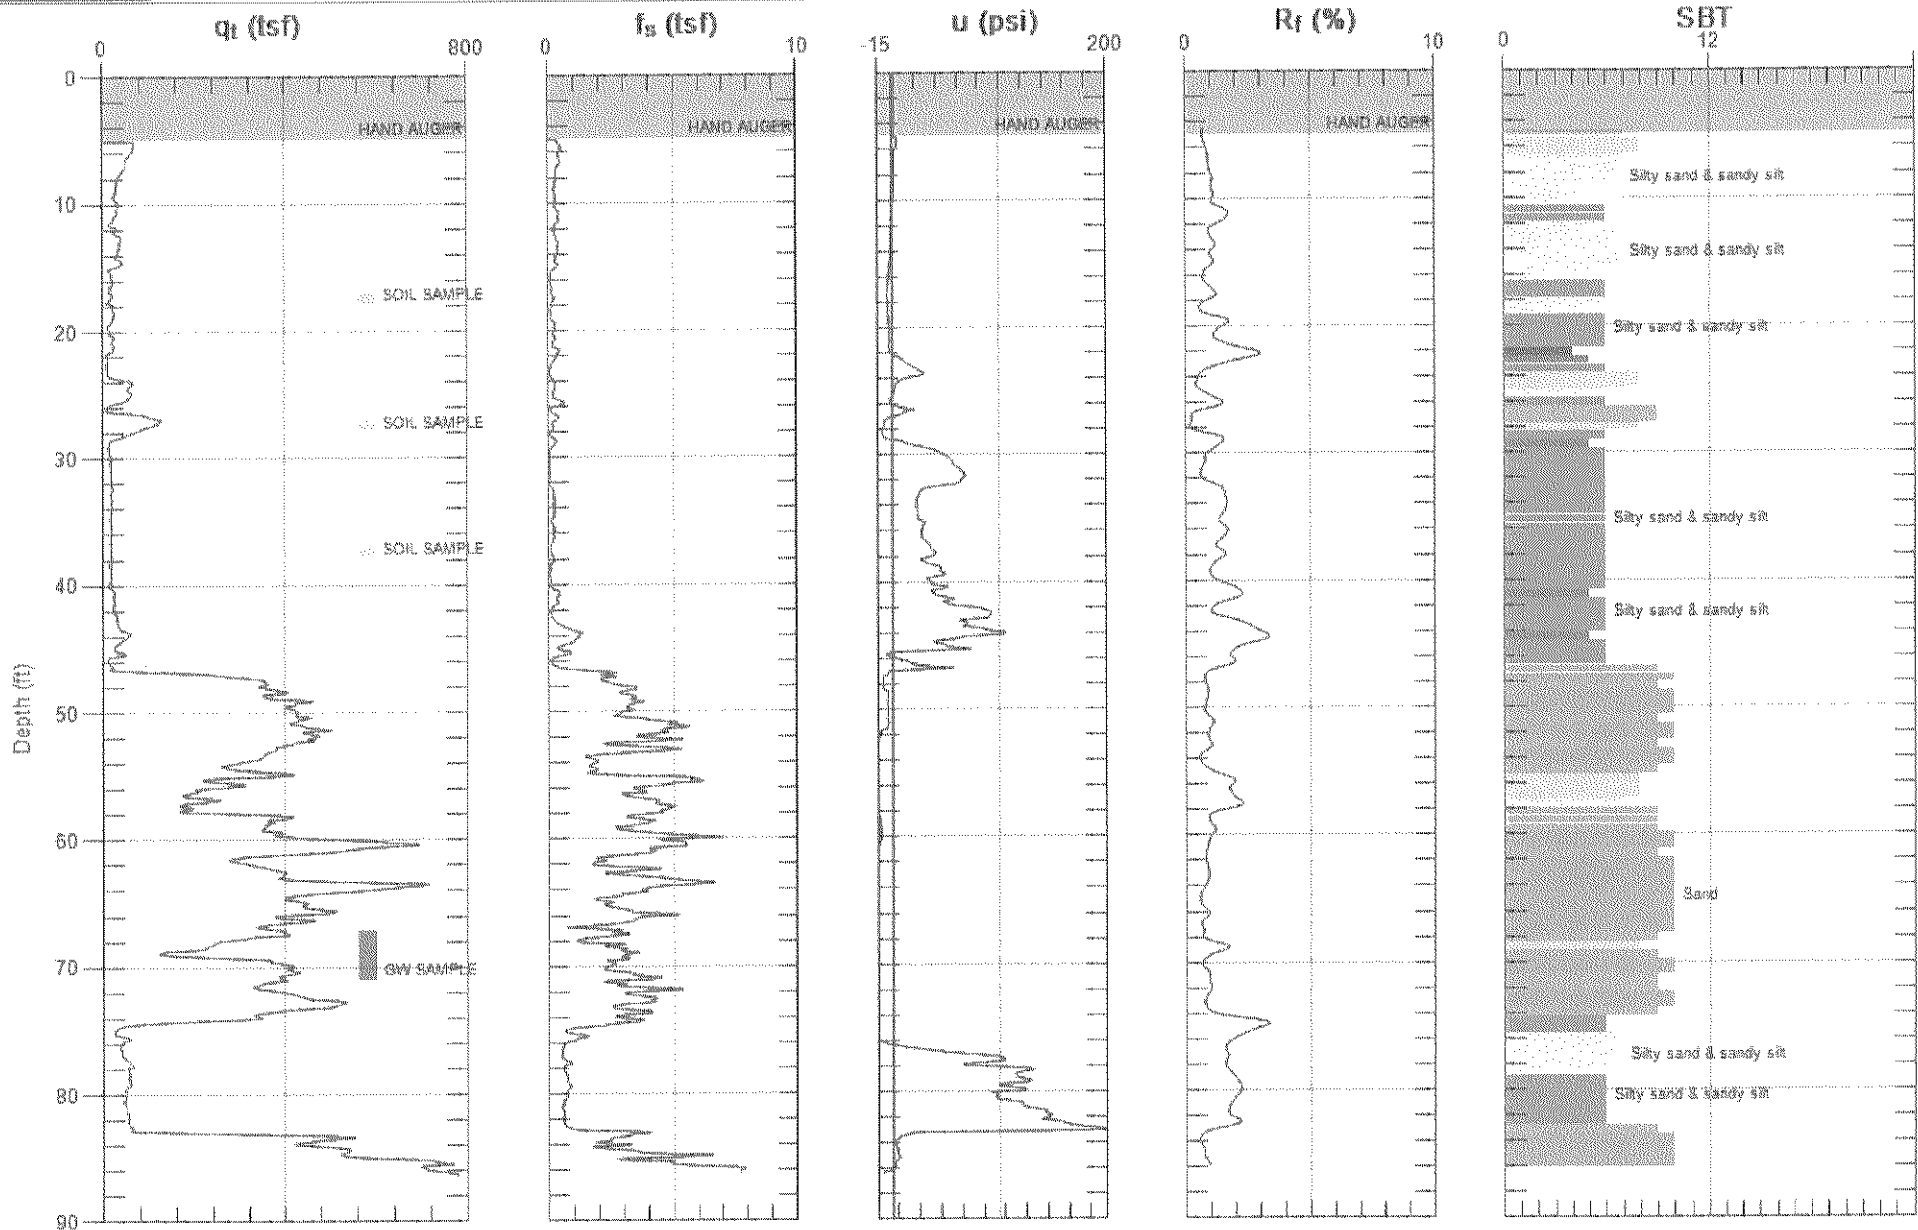 qt (tsf)
fs (tsf)
u (psi)
Rf (%)
SBT
0
800
0
10
-15
200
0
10
0
12
0
HAND AUGER
HAND AUGER
HAND AUGER
HAND AUGER
Silty sand & sandy silt
10
Silty sand & sandy silt
SOIL SAMPLE
20
Silty sand & sandy silt
SOIL SAMPLE
30
Silty sand & sandy silt
SOIL SAMPLE
40
Silty sand & sandy silt
Depth (ft)
50
60
Sand
70
GW SAMPLE
Silty sand & sandy silt
80
Silty sand & sandy silt
90